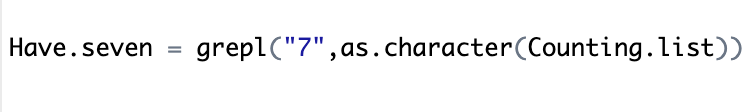 Have.seven = grepl("7",as.character(Counting.list))